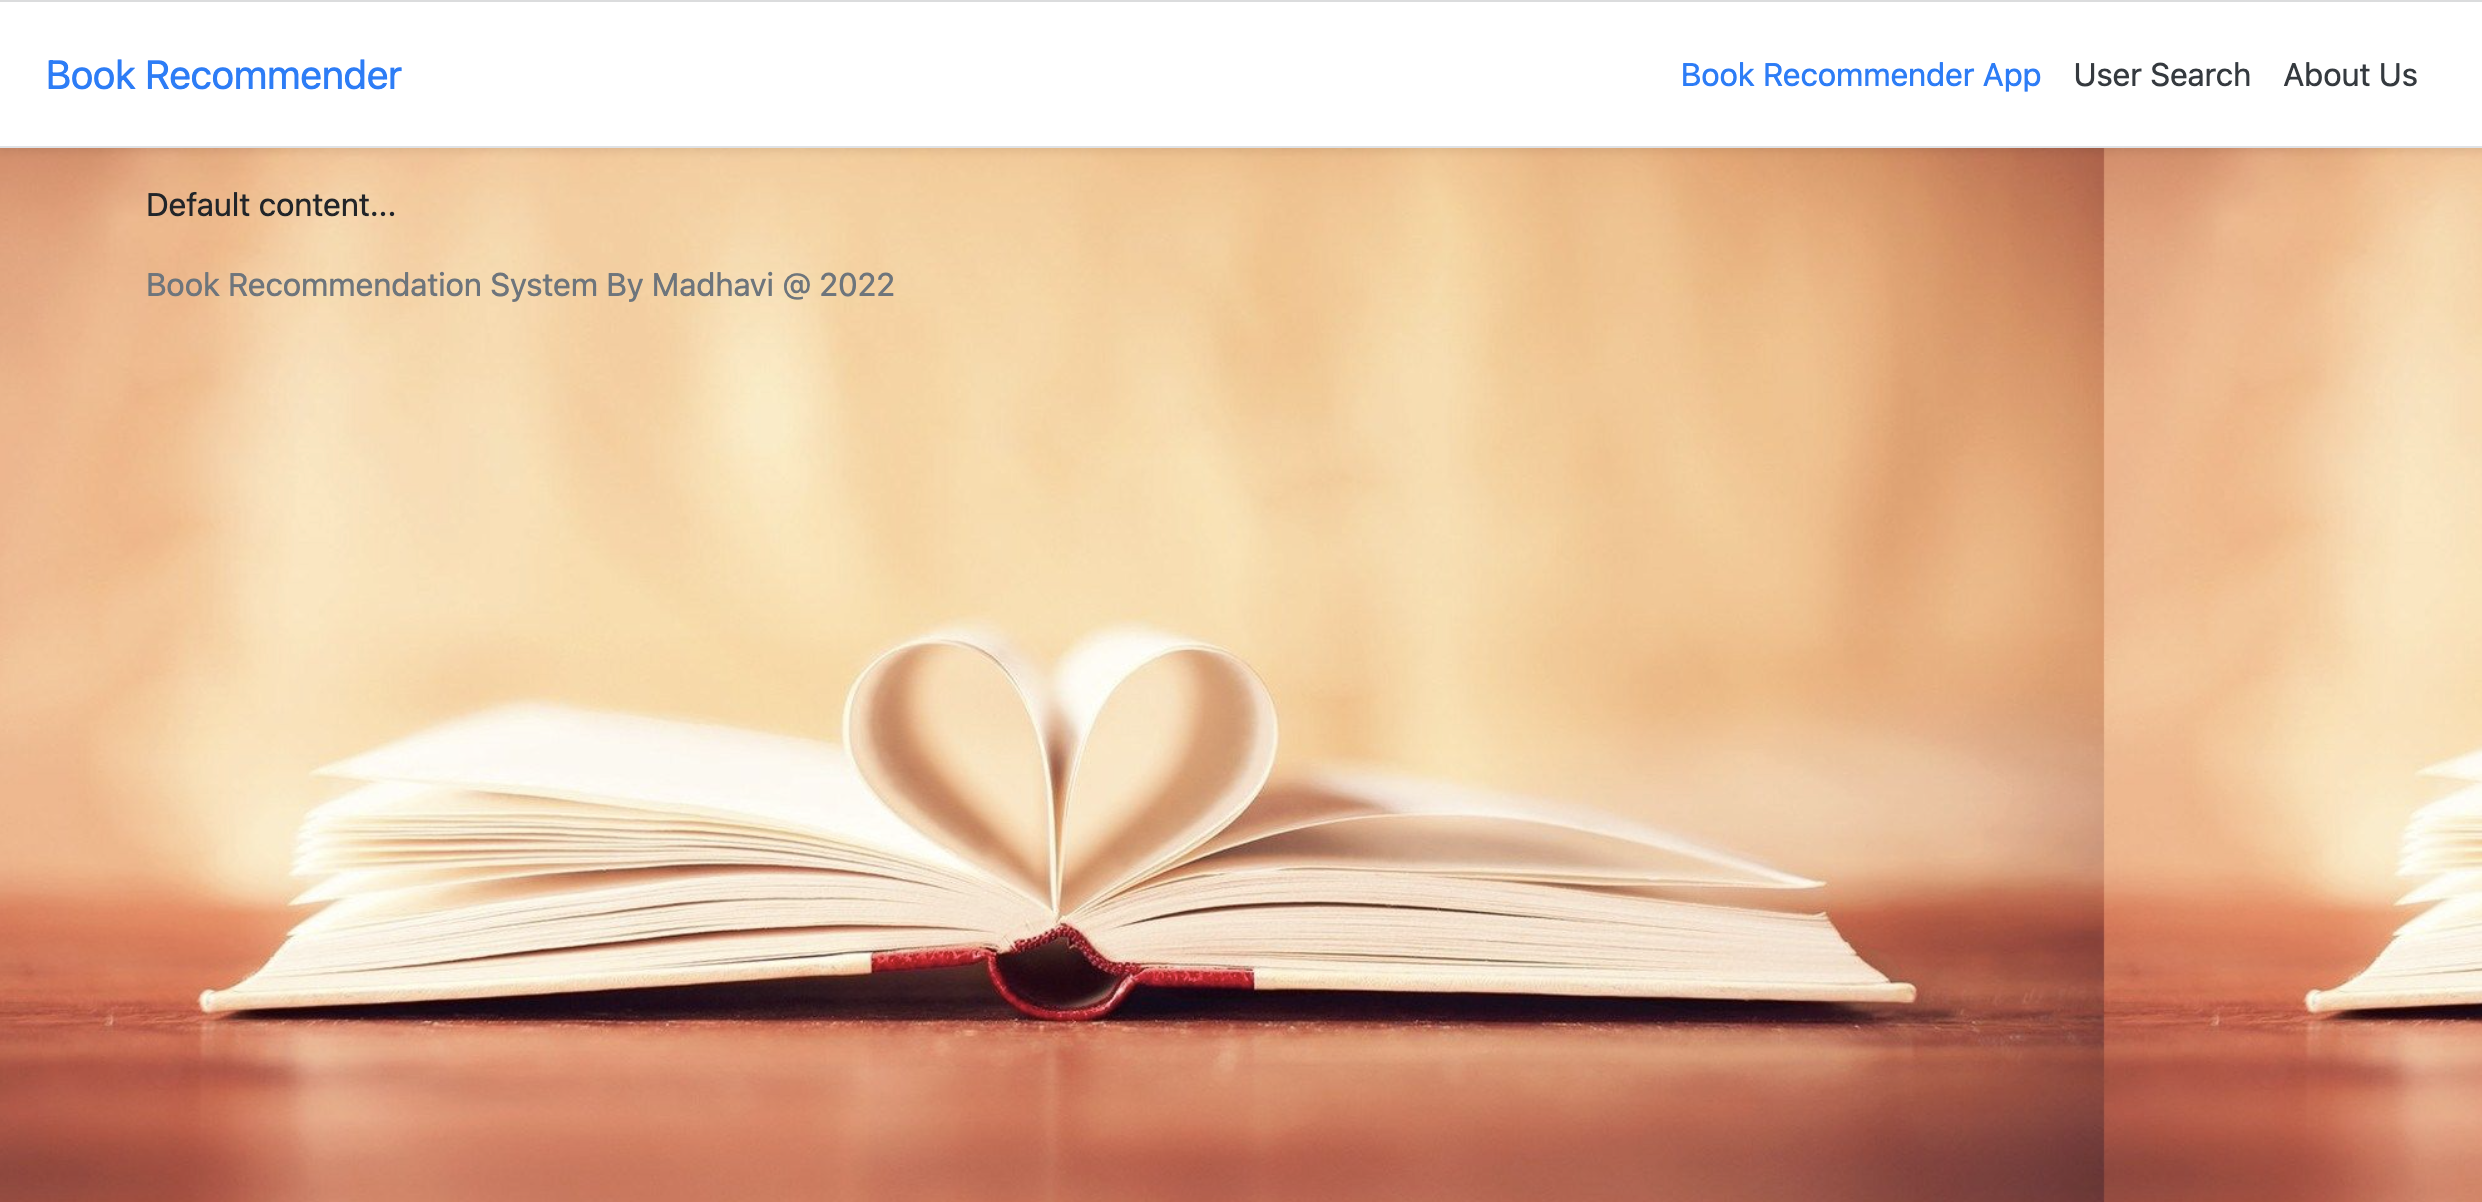 Book Recommender
Book Recommender App User Search About Us
Default content...
Book Recommendation System By Madhavi @ 2022